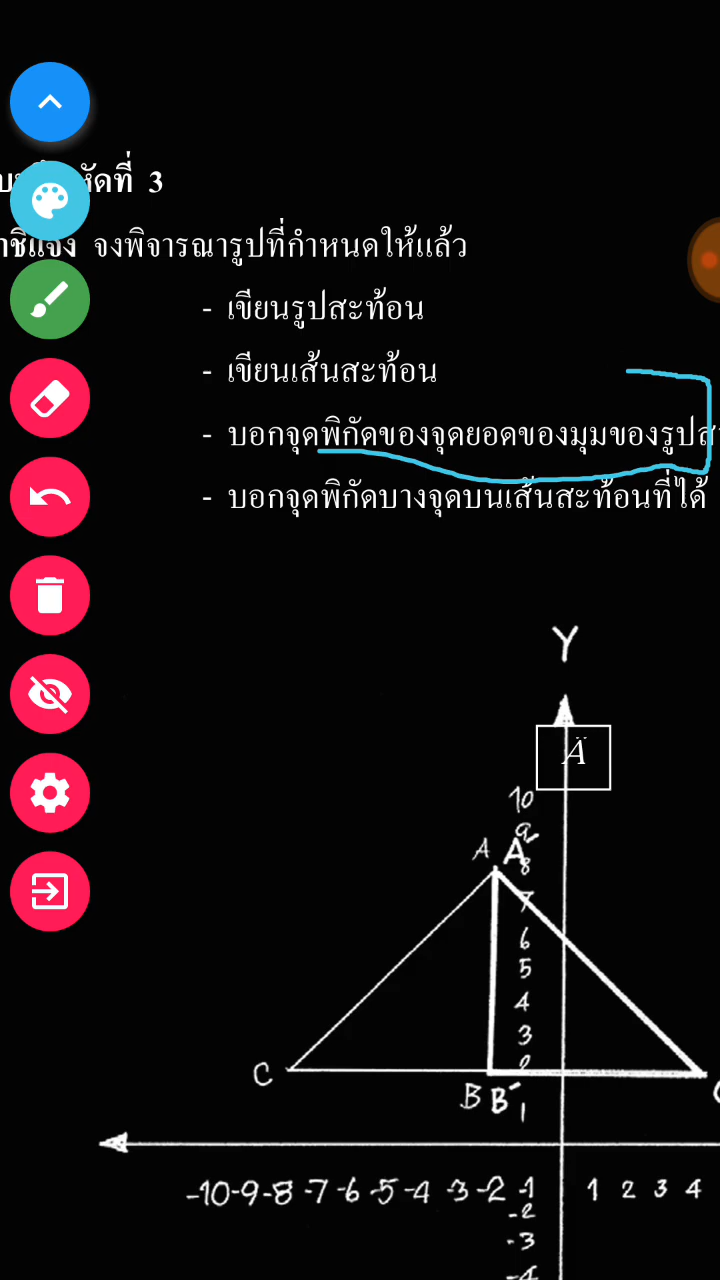 หัดที่ 3
จงพิจารณารูปที่กำหนดให้แล้ว
- เขียนรูปสะท้อน
- เขียนเส้นสะท้อน
- บอกจุดพิกัดของจุดยอดของมุมของรูป
- บอกจุดพิกัดบางจุดบนเส้นสะท้อนที่ได้
Y
Ä
10
9
A A'
8
7
6
5
4
3
2
C
B B'
1
-10 -9 -8 -7 -6 -5 -4 -3 -2 -1 1 2 3 4
-2
-3
-4